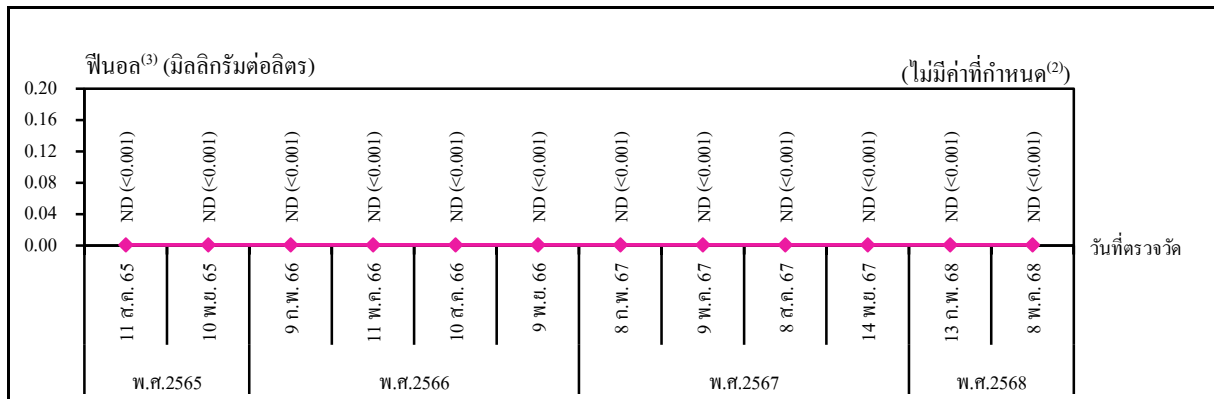 ฟีนอล(3) (มิลลิกรัมต่อลิตร)
(ไม่มีค่าที่กำหนด(2))
0.20
0.16
0.12
0.08
0.04
0.00
ND (<0.001)
ND (<0.001)
ND (<0.001)
ND (<0.001)
ND (<0.001)
ND (<0.001)
ND (<0.001)
ND (<0.001)
ND (<0.001)
ND (<0.001)
ND (<0.001)
ND (<0.001)
วันที่ตรวจวัด
11 ส.ค. 65
10 พ.ย. 65
9 ก.พ. 66
11 พ.ค. 66
10 ส.ค. 66
9 พ.ย. 66
8 ก.พ. 67
9 พ.ค. 67
8 ส.ค. 67
14 พ.ย. 67
13 ก.พ. 68
8 พ.ค. 68
พ.ศ.2565
พ.ศ.2566
พ.ศ.2567
พ.ศ.2568